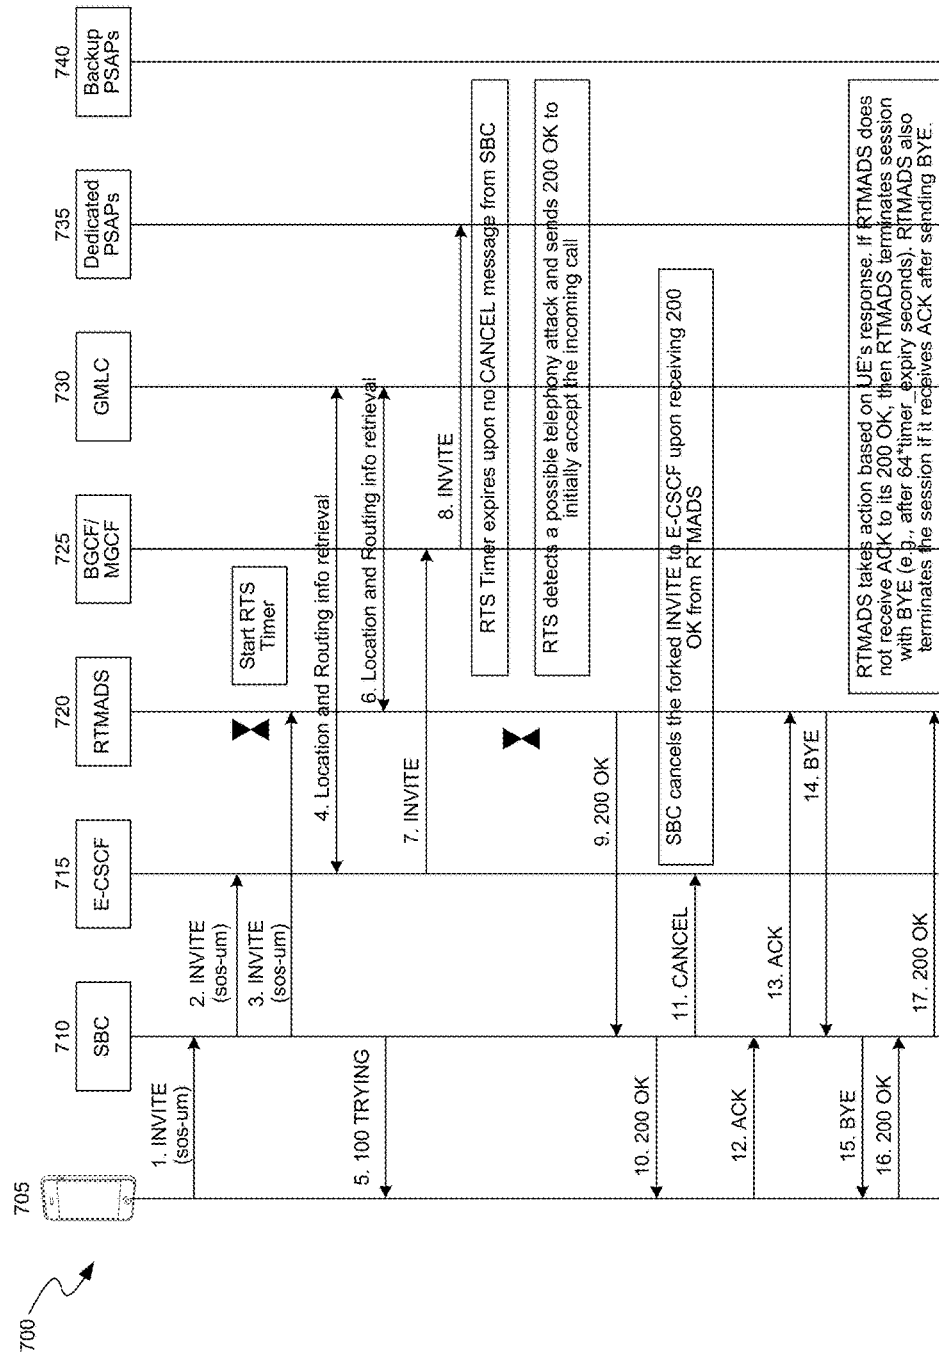 700
705
710
SBC
715
E-CSCF
720
RTMADS
725
BGCF/
MGCF
730
GMLC
735
Dedicated
PSAPs
740
Backup
PSAPs
1. INVITE
(sos-um)
2. INVITE
(sos-um)
3. INVITE
(sos-um)
Start RTS
Timer
4. Location and Routing info retrieval
5. 100 TRYING
6. Location and Routing info retrieval
7. INVITE
8. INVITE
RTS Timer expires upon no CANCEL message from SBC
RTS detects a possible telephony attack and sends 200 OK to
initially accept the incoming call
9. 200 OK
10. 200 OK
SBC cancels the forked INVITE to E-CSCF upon receiving 200
OK from RTMADS
11. CANCEL
12. ACK
13. ACK
14. BYE
15. BYE
16. 200 OK
17. 200 OK
RTMADS takes action based on UE's response. If RTMADS does
not receive ACK to its 200 OK, then RTMADS terminates session
with BYE (e.g., after 64*timer_expiry seconds). RTMADS also
terminates the session if it receives ACK after sending BYE.